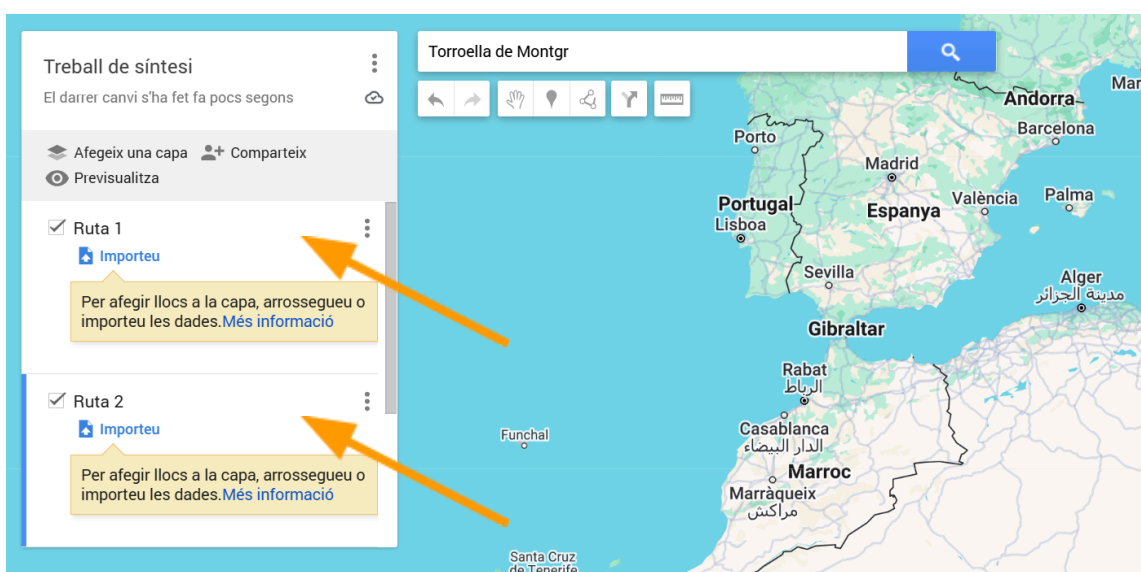 Treball de síntesi
El darrer canvi s'ha fet fa pocs segons
Afegeix una capa
Comparteix
Previsualitza
Ruta 1
Importeu
Per afegir llocs a la capa, arrossegueu o
importeu les dades.Més informació
Ruta 2
Importeu
Per afegir llocs a la capa, arrossegueu o
importeu les dades.Més informació
Torroella de Montgr
Mar
Andorra
Barcelona
Porto
Madrid
Portugal
Lisboa
Espanya
València
Palma
Sevilla
Alger
مدينة الجزائر
Gibraltar
Rabat
الرباط
Casablanca
الدار البيضاء
Funchal
Marroc
Marràqueix
مراكش
Santa Cruz
de Tenerife